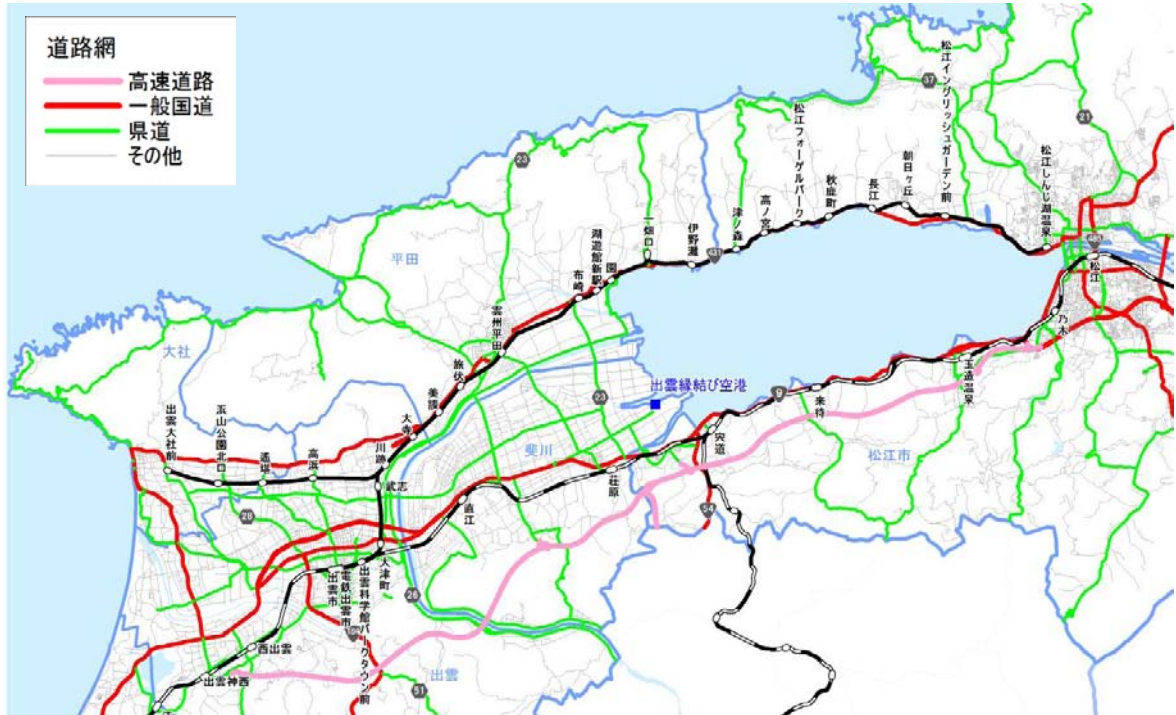 道路網
高速道路
一般国道
県道
その他
松江イングリッシュガーデン前
37
21
23
松江フォーゲルパーク
朝日ヶ丘
長江
秋鹿町
高ノ宮
津ノ森
松江しんじ湖温泉
一畑口
伊野灘
431
485
松江
湖遊館新駅
園
布崎
平田
雲州平田
乃木
大社
旅伏
美談
大寺
出雲縁結び空港
23
9
来待
玉造温泉
出雲大社前
浜山公園北口
遙堪
高浜
川跡
武志
斐川
宍道
松江市
荘原
直江
28
54
大津町
出雲科学館パークタウン前
電鉄出雲市
出雲市
26
西出雲
出雲神西
出雲
51